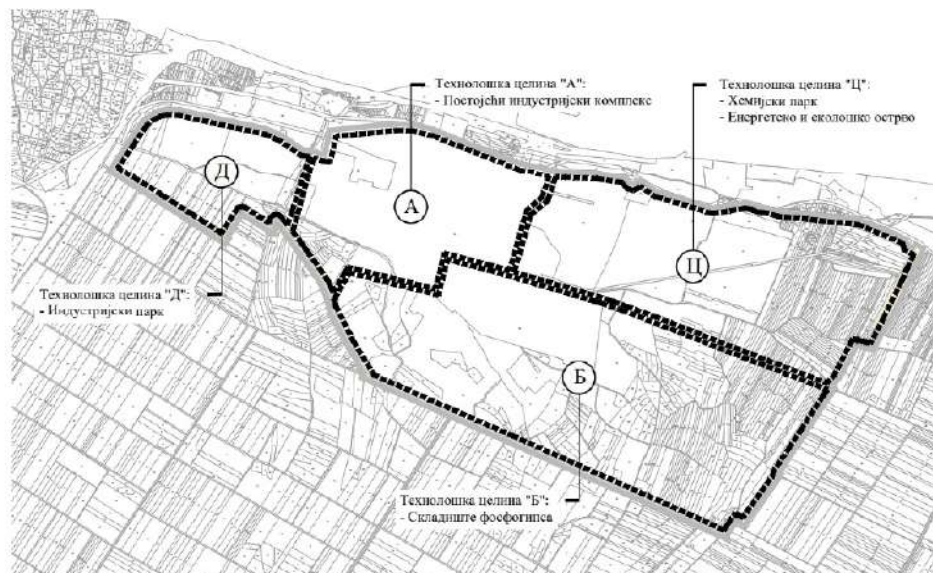 Технолошка целина "А":
- Постојећи индустријски комплекс
Технолошка целина "Ц":
- Хемијски парк
- Енергетско и еколошко острво
Д
А
Ц
Технолошка целина "Д":
- Индустријски парк
Б
Технолошка целина "Б":
- Складиште фосфогипса